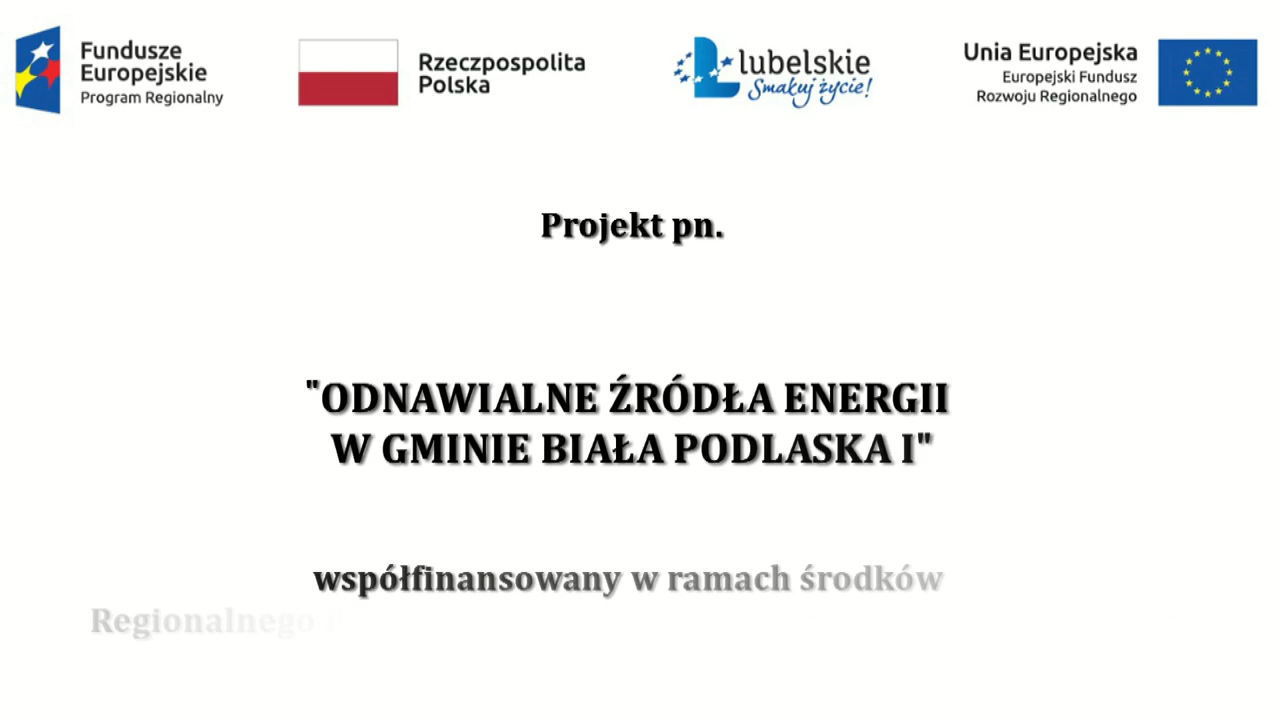 Fundusze
Europejskie
Program Regionalny
Rzeczpospolita
Polska
lubelskie
Smakuj życie!
Unia Europejska
Europejski Fundusz
Rozwoju Regionalnego
Projekt pn.
"ODNAWIALNE ŹRÓDŁA ENERGII
W GMINIE BIAŁA PODLASKA I"
współfinansowany w ramach środków
Regionalnego